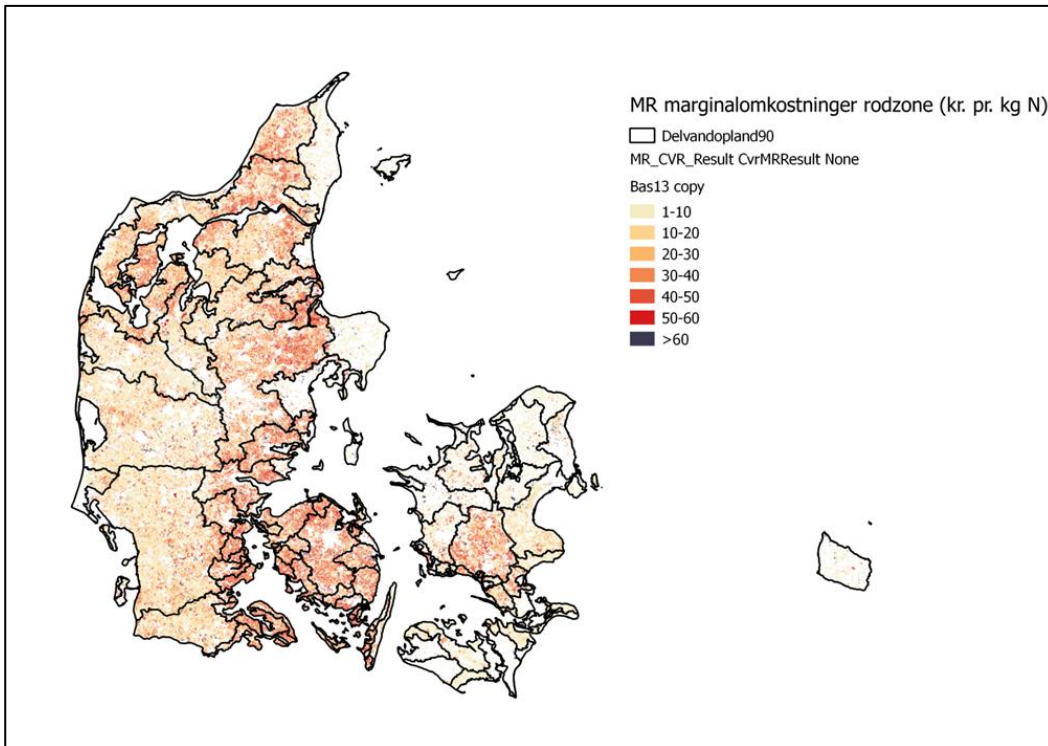 MR marginalomkostninger rodzone (kr. pr. kg N)
Delvandopland90
MR_CVR_Result CvrMRResult None
Bas13 copy
1-10
10-20
20-30
30-40
40-50
50-60
>60